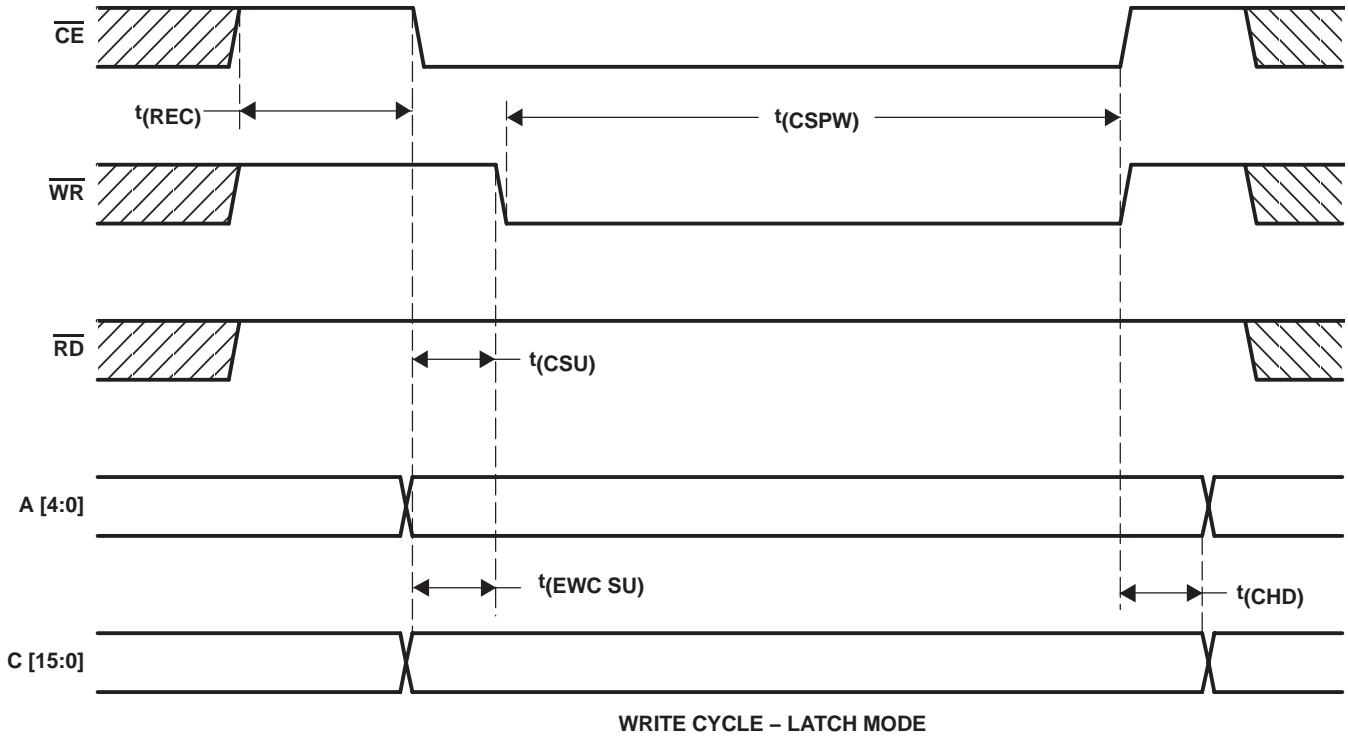 CE
t(REC)
t(CSPW)
WR
RD
t(CSU)
A [4:0]
t(EWC SU)
t(CHD)
C [15:0]
WRITE CYCLE – LATCH MODE